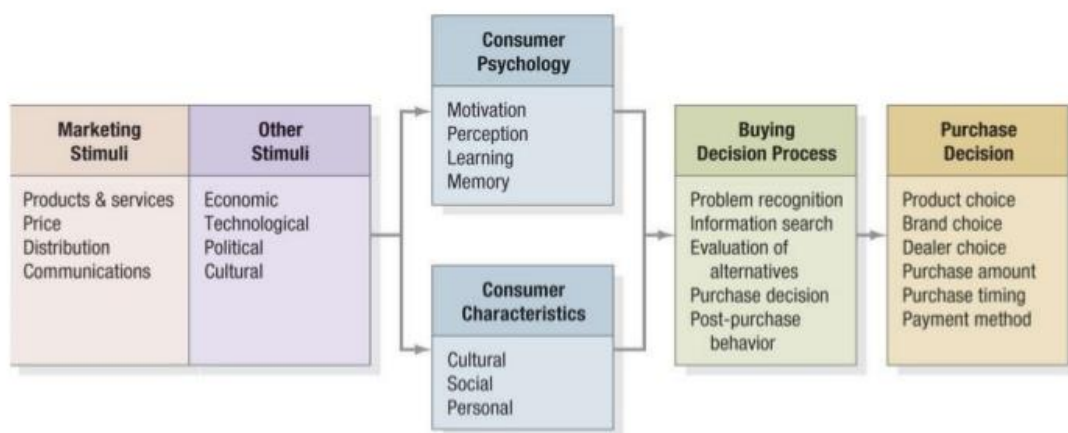 Marketing
Stimuli
Products & services
Price
Distribution
Communications
Other
Stimuli
Economic
Technological
Political
Cultural
Consumer
Psychology
Motivation
Perception
Learning
Memory
Consumer
Characteristics
Cultural
Social
Personal
Buying
Decision Process
Problem recognition
Information search
Evaluation of
alternatives
Purchase decision
Post-purchase
behavior
Purchase
Decision
Product choice
Brand choice
Dealer choice
Purchase amount
Purchase timing
Payment method